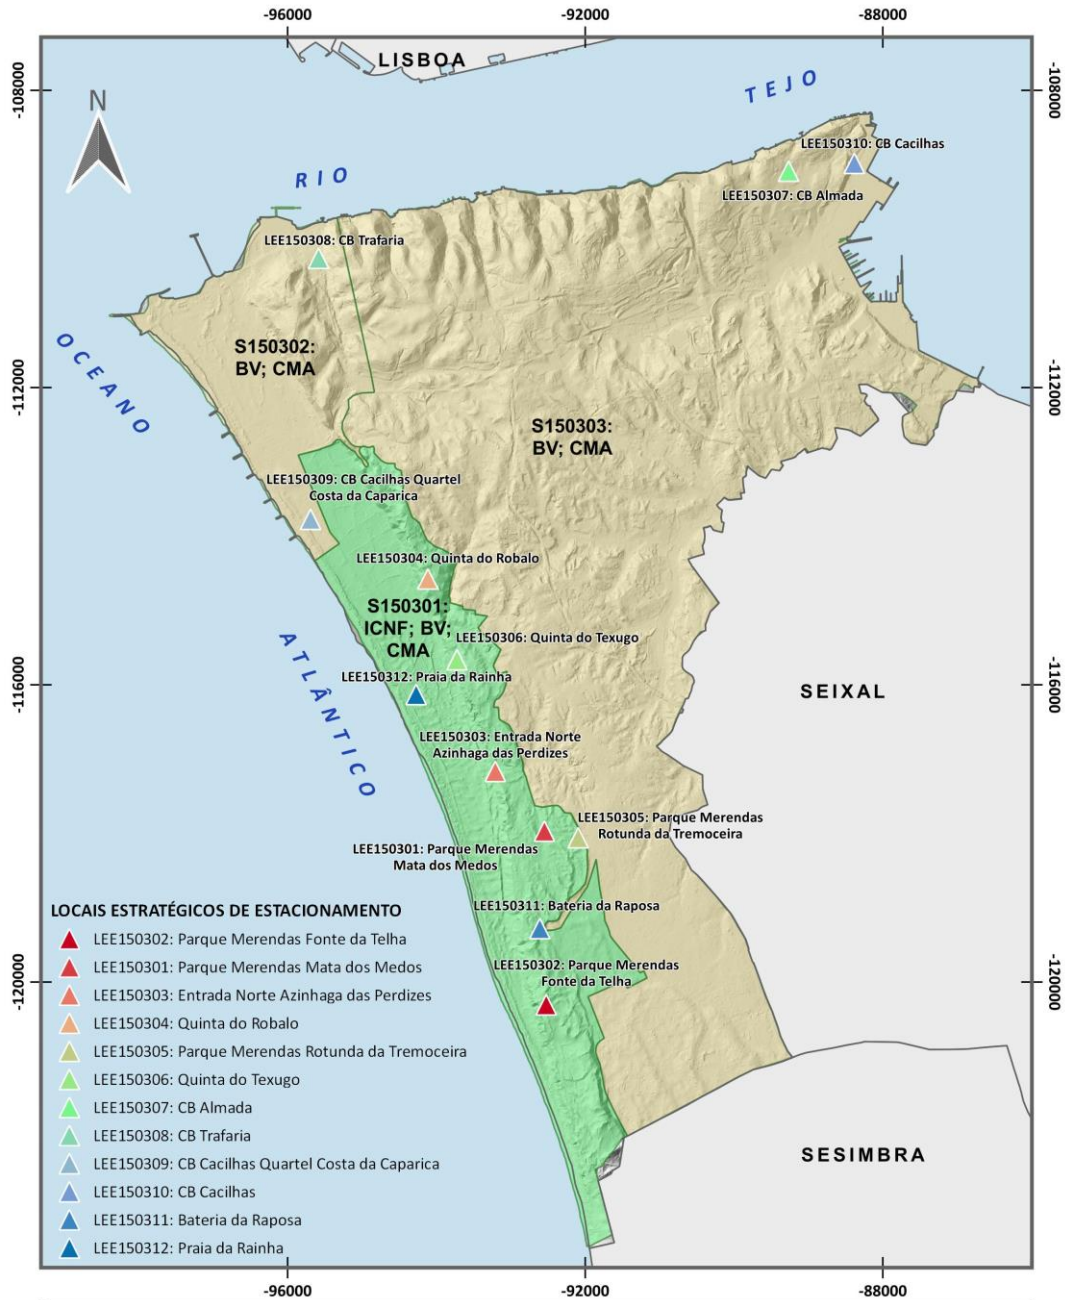 -96000
-92000
-88000
LISBOA
-108000
-108000
TEJO
N
LEE150310: CB Cacilhas
RIO
LEE150307: CB Almada
LEE150308: CB Trafaria
OCEANO
S150302:
BV; CMA
-112000
-112000
S150303:
BV; CMA
LEE150309: CB Cacilhas Quartel
Costa da Caparica
LEE150304: Quinta do Robalo
S150301:
ICNF; BV;
CMA
LEE150306: Quinta do Texugo
ATLÂNTICO
LEE150312: Praia da Rainha
-116000
-116000
SEIXAL
LEE150303: Entrada Norte
Azinhaga das Perdizes
LEE150305: Parque Merendas
Rotunda da Tremoceira
LEE150301: Parque Merendas
Mata dos Medos
LEE150311: Bateria da Raposa
LEE150302: Parque Merendas
Fonte da Telha
-120000
-120000
SESIMBRA
LOCAIS ESTRATÉGICOS DE ESTACIONAMENTO
LEE150302: Parque Merendas Fonte da Telha
LEE150301: Parque Merendas Mata dos Medos
LEE150303: Entrada Norte Azinhaga das Perdizes
LEE150304: Quinta do Robalo
LEE150305: Parque Merendas Rotunda da Tremoceira
LEE150306: Quinta do Texugo
LEE150307: CB Almada
LEE150308: CB Trafaria
LEE150309: CB Cacilhas Quartel Costa da Caparica
LEE150310: CB Cacilhas
LEE150311: Bateria da Raposa
LEE150312: Praia da Rainha
-96000
-92000
-88000